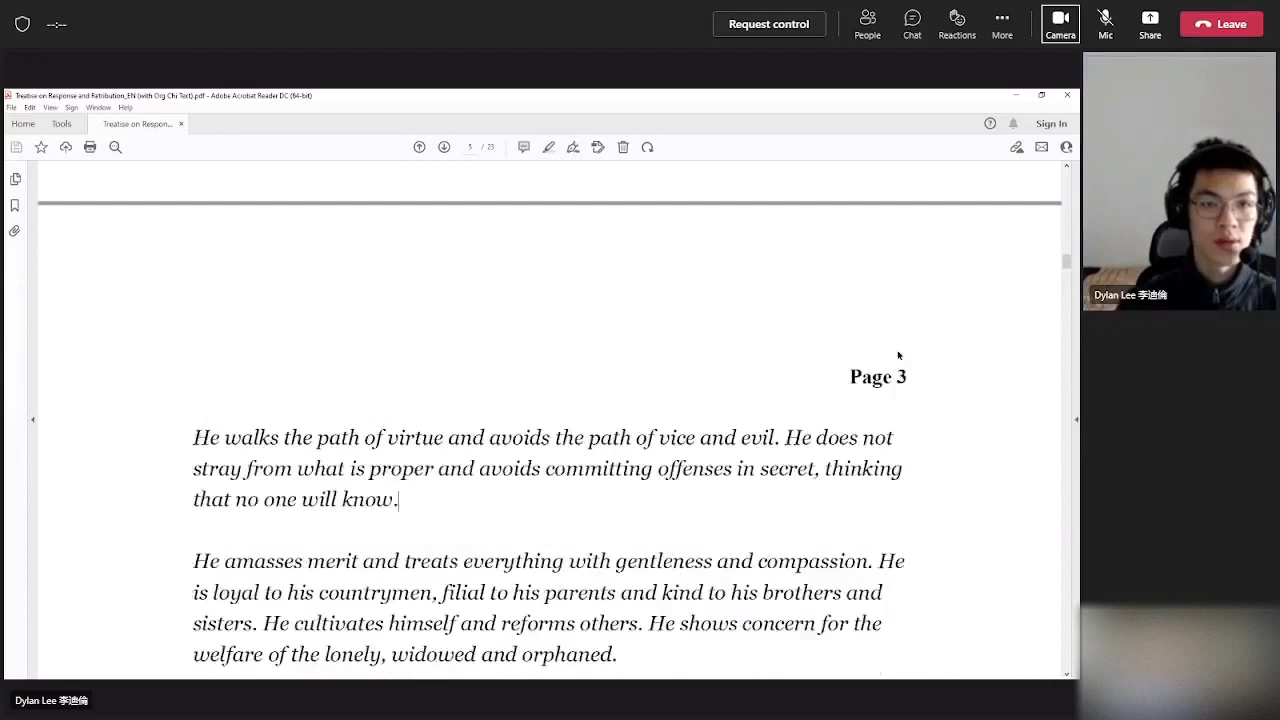 --:--
Request control
People
Chat
Reactions
More
Camera
Mic
Share
Leave
Treatise on Response and Retribution_EN (with Org Chi Text).pdf - Adobe Acrobat Reader DC (64-bit)
File Edit View Sign Window Help
Home Tools Treatise on Respon... ×
Sign In
5 / 23
Page 3
He walks the path of virtue and avoids the path of vice and evil. He does not
stray from what is proper and avoids committing offenses in secret, thinking
that no one will know.
He amasses merit and treats everything with gentleness and compassion. He
is loyal to his countrymen, filial to his parents and kind to his brothers and
sisters. He cultivates himself and reforms others. He shows concern for the
welfare of the lonely, widowed and orphaned.
Dylan Lee 李迪倫
Dylan Lee 李迪倫